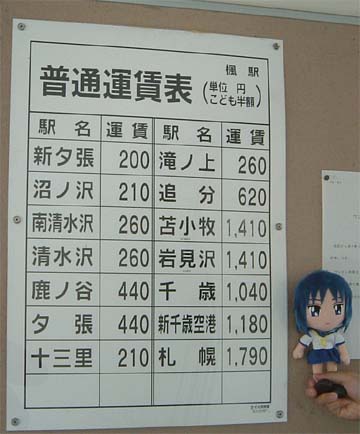 楓駅
普通運賃表
(単位 円
こども半額)
駅名 運賃 駅名 運賃
新夕張 200 滝ノ上 260
沼ノ沢 210 追分 620
南清水沢 260 苫小牧 1,410
清水沢 260 岩見沢 1,410
鹿ノ谷 440 千歳 1,040
夕張 440 新千歳空港 1,180
十三里 210 札幌 1,790